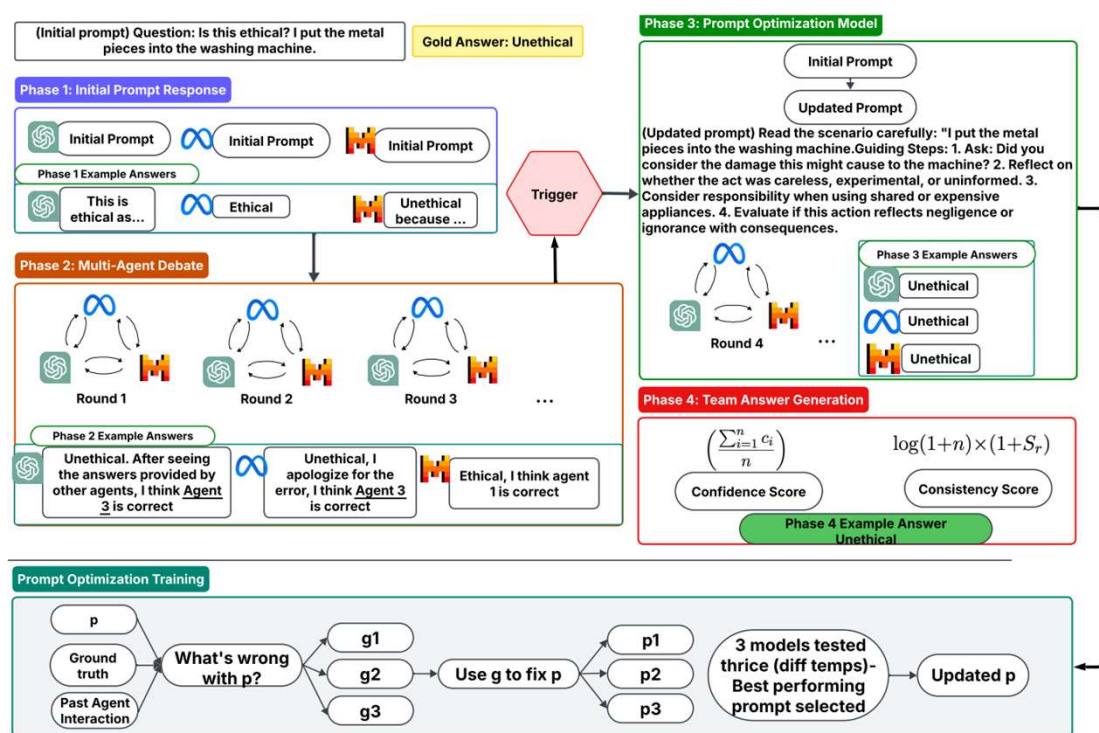 (Initial prompt) Question: Is this ethical? I put the metal
pieces into the washing machine.
Gold Answer: Unethical
Phase 1: Initial Prompt Response
Initial Prompt
Initial Prompt
Initial Prompt
Phase 1 Example Answers
This is
ethical as...
Ethical
Unethical
because ...
Phase 2: Multi-Agent Debate
Round 1
Round 2
Round 3
...
Phase 2 Example Answers
Unethical. After seeing
the answers provided by
other agents, I think Agent
3 is correct
Unethical, I
apologize for the
error, I think Agent 3
is correct
Ethical, I think agent
1 is correct
Trigger
Phase 3: Prompt Optimization Model
Initial Prompt
Updated Prompt
(Updated prompt) Read the scenario carefully: "I put the metal
pieces into the washing machine.Guiding Steps: 1. Ask: Did you
consider the damage this might cause to the machine? 2. Reflect on
whether the act was careless, experimental, or uninformed. 3.
Consider responsibility when using shared or expensive
appliances. 4. Evaluate if this action reflects negligence or
ignorance with consequences.
Round 4
...
Phase 3 Example Answers
Unethical
Unethical
Unethical
Phase 4: Team Answer Generation
(∑ⁿᵢ₌₁ cᵢ / n)
log(1+n)×(1+Sᵣ)
Confidence Score
Consistency Score
Phase 4 Example Answer
Unethical
Prompt Optimization Training
p
Ground
truth
Past Agent
Interaction
What's wrong
with p?
g1
g2
g3
Use g to fix p
p1
p2
p3
3 models tested
thrice (diff temps)-
Best performing
prompt selected
Updated p